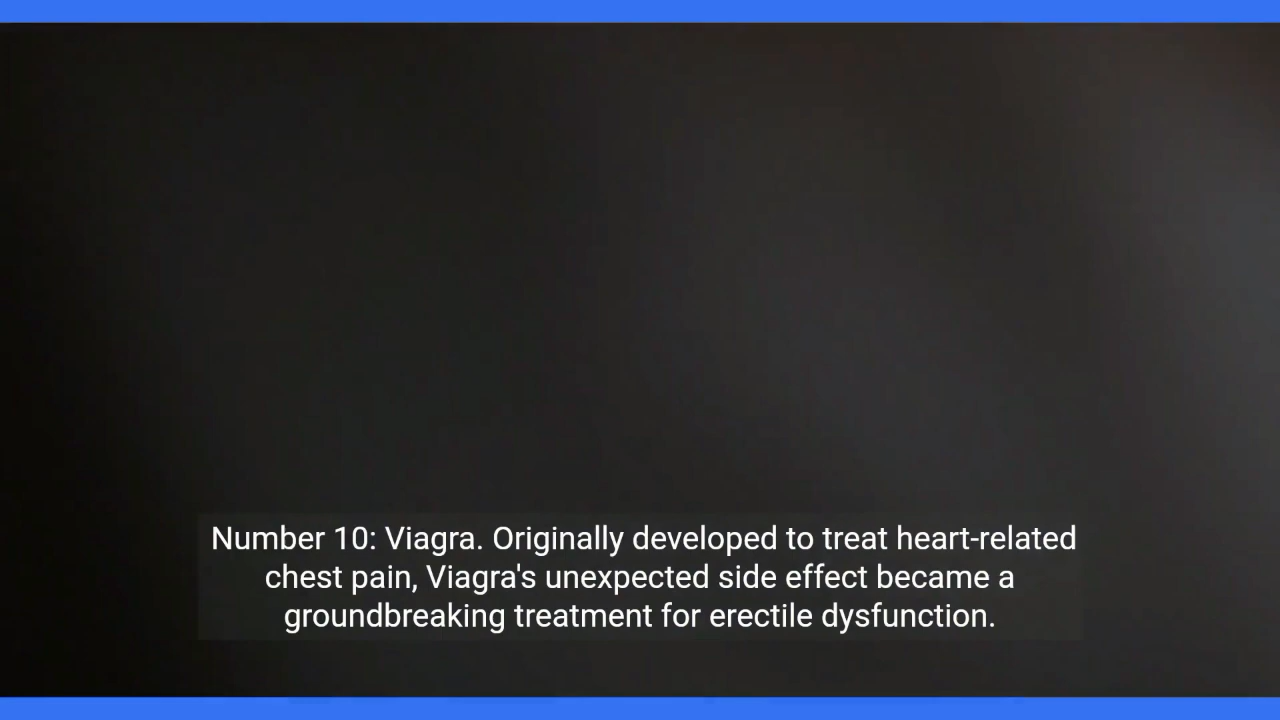 Number 10: Viagra. Originally developed to treat heart-related
chest pain, Viagra's unexpected side effect became a
groundbreaking treatment for erectile dysfunction.